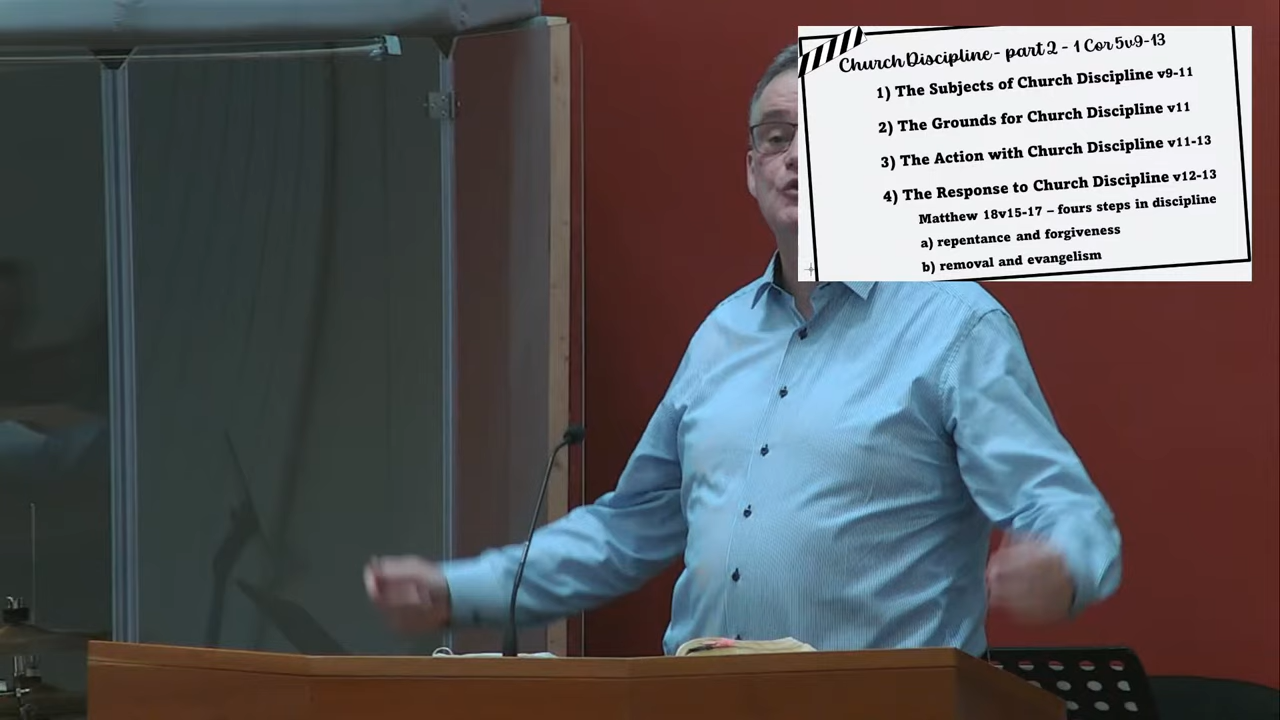 Church Discipline - part 2 - 1 Cor 5v9-13
1) The Subjects of Church Discipline v9-11
2) The Grounds for Church Discipline v11
3) The Action with Church Discipline v11-13
4) The Response to Church Discipline v12-13
Matthew 18v15-17 – fours steps in discipline
a) repentance and forgiveness
b) removal and evangelism